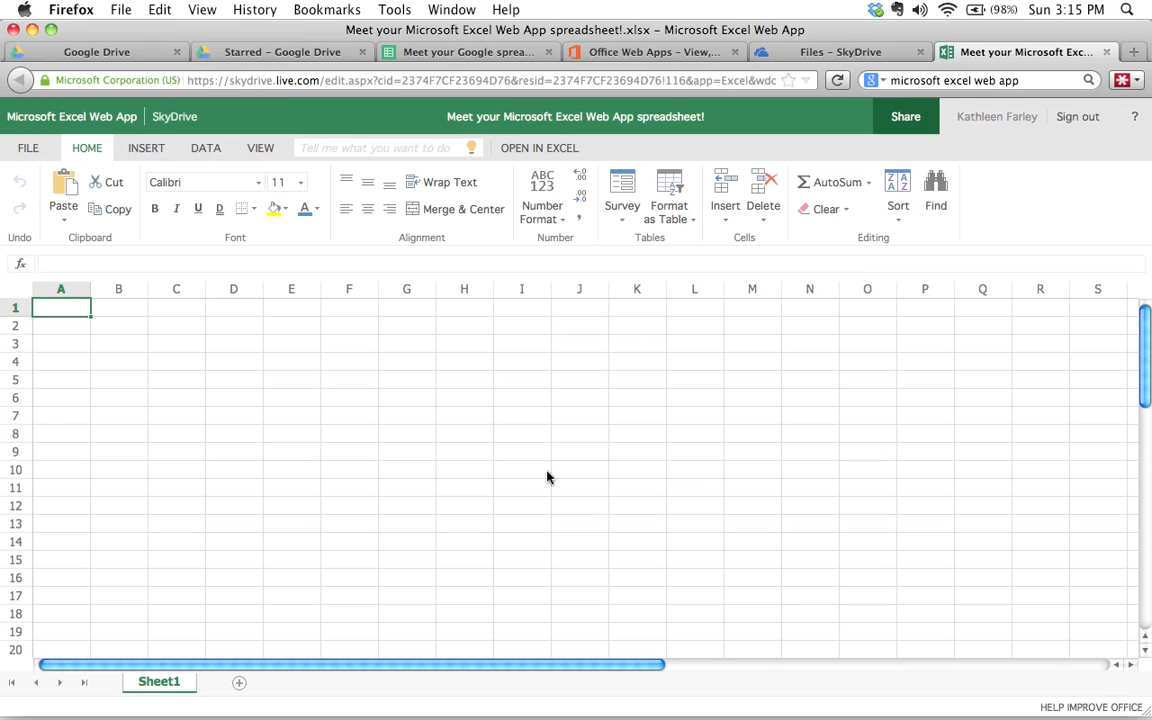 Firefox File Edit View History Bookmarks Tools Window Help (98%) Sun 3:15 PM
Meet your Microsoft Excel Web App spreadsheet!.xlsx - Microsoft Excel Web App
Google Drive Starred - Google Drive Meet your Google sprea... Office Web Apps - View,... Files - SkyDrive Meet your Microsoft Exc...
Microsoft Corporation (US) https://skydrive.live.com/edit.aspx?cid=2374F7CF23694D76&resid=2374F7CF23694D76!116&app=Excel&wdc microsoft excel web app
Microsoft Excel Web App SkyDrive Meet your Microsoft Excel Web App spreadsheet! Share Kathleen Farley Sign out ?
FILE HOME INSERT DATA VIEW Tell me what you want to do OPEN IN EXCEL
Paste Cut Calibri 11 Wrap Text ABC 123 Number Format Survey Format as Table Insert Delete AutoSum Sort Find
Copy B I U D A Merge & Center Clear
Undo Clipboard Font Alignment Number Tables Cells Editing
fx
A B C D E F G H I J K L M N O P Q R S
1
2
3
4
5
6
7
8
9
10
11
12
13
14
15
16
17
18
19
20
Sheet1
HELP IMPROVE OFFICE